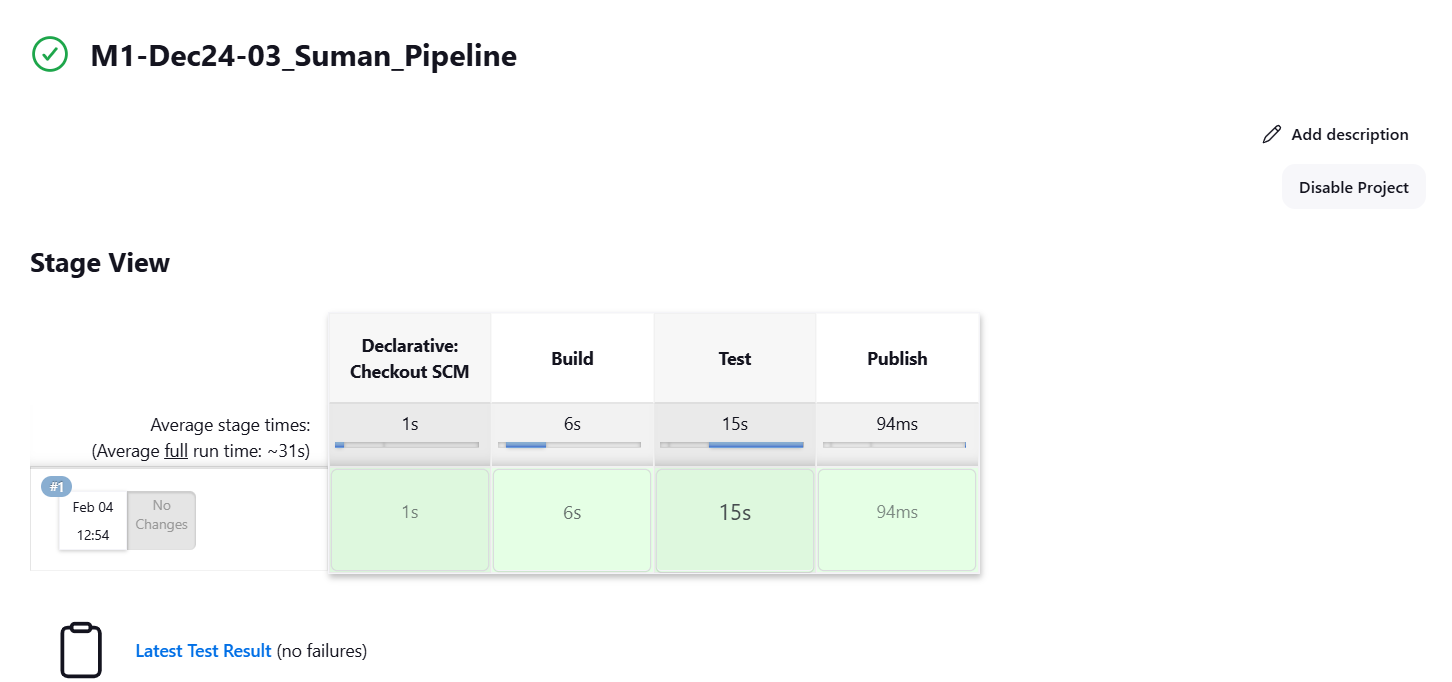 M1-Dec24-03_Suman_Pipeline
Add description
Disable Project
Stage View
Declarative:
Checkout SCM
Build
Test
Publish
Average stage times:
(Average full run time: ~31s)
1s
6s
15s
94ms
#1
Feb 04
12:54
No
Changes
1s
6s
15s
94ms
Latest Test Result (no failures)